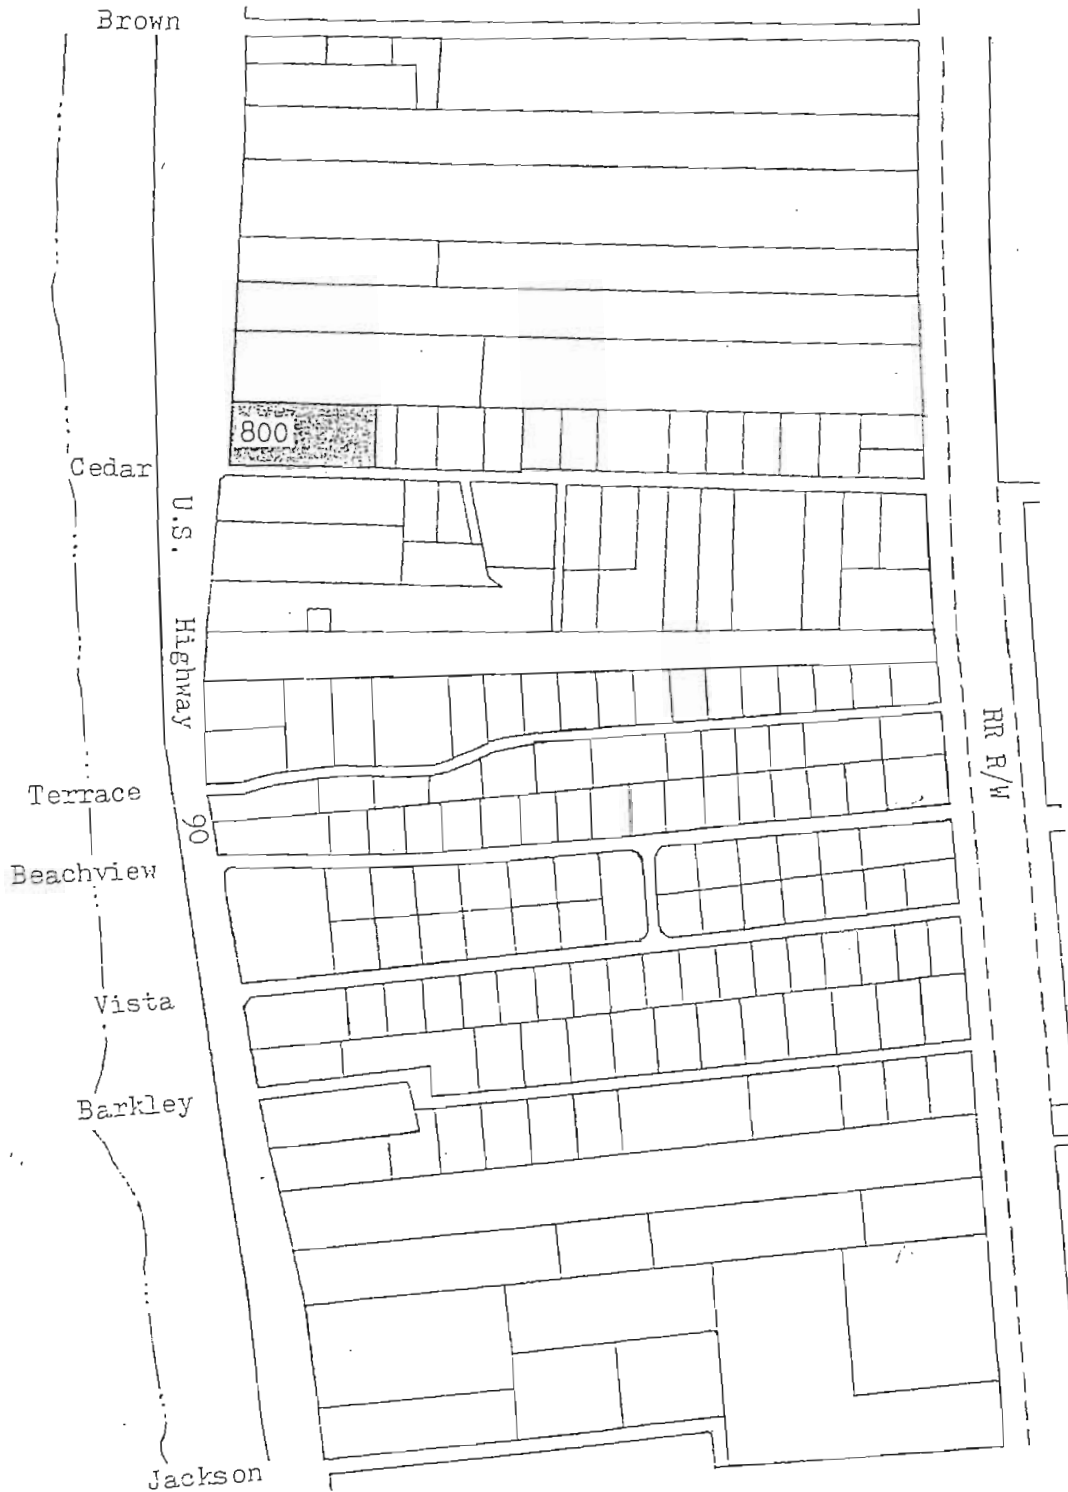 Brown
800
Cedar
U.S. Highway 90
RR R/W
Terrace
Beachview
Vista
Barkley
Jackson